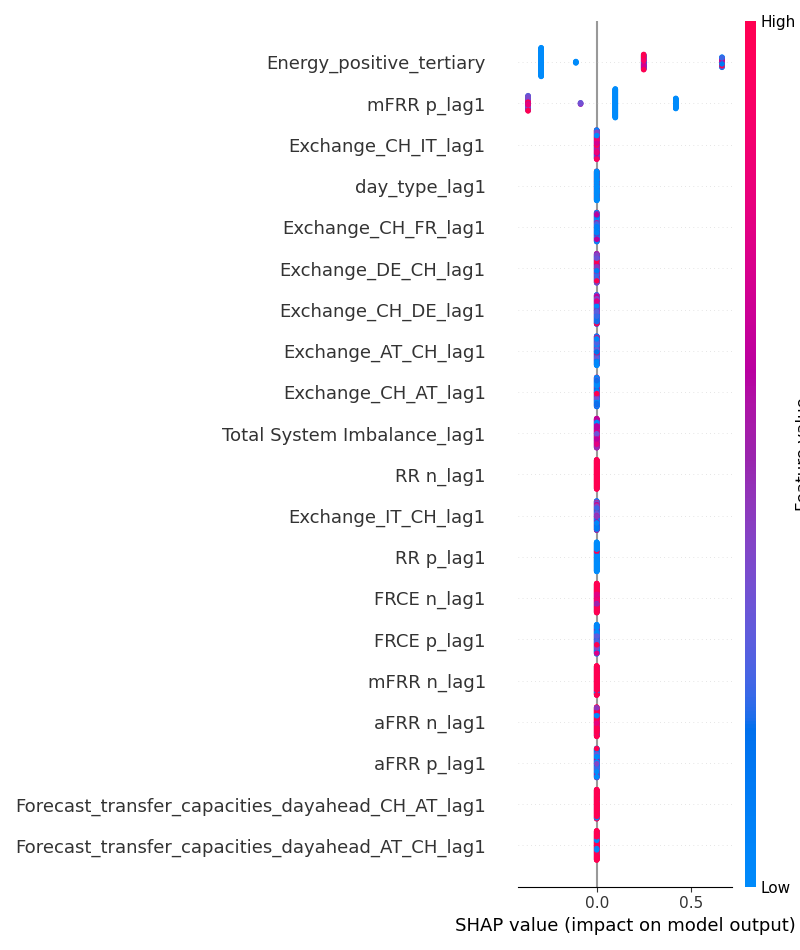 High
Energy_positive_tertiary
mFRR p_lag1
Exchange_CH_IT_lag1
day_type_lag1
Exchange_CH_FR_lag1
Exchange_DE_CH_lag1
Exchange_CH_DE_lag1
Exchange_AT_CH_lag1
Exchange_CH_AT_lag1
Total System Imbalance_lag1
RR n_lag1
Exchange_IT_CH_lag1
RR p_lag1
FRCE n_lag1
FRCE p_lag1
mFRR n_lag1
aFRR n_lag1
aFRR p_lag1
Forecast_transfer_capacities_dayahead_CH_AT_lag1
Forecast_transfer_capacities_dayahead_AT_CH_lag1
Low
0.0 0.5
SHAP value (impact on model output)